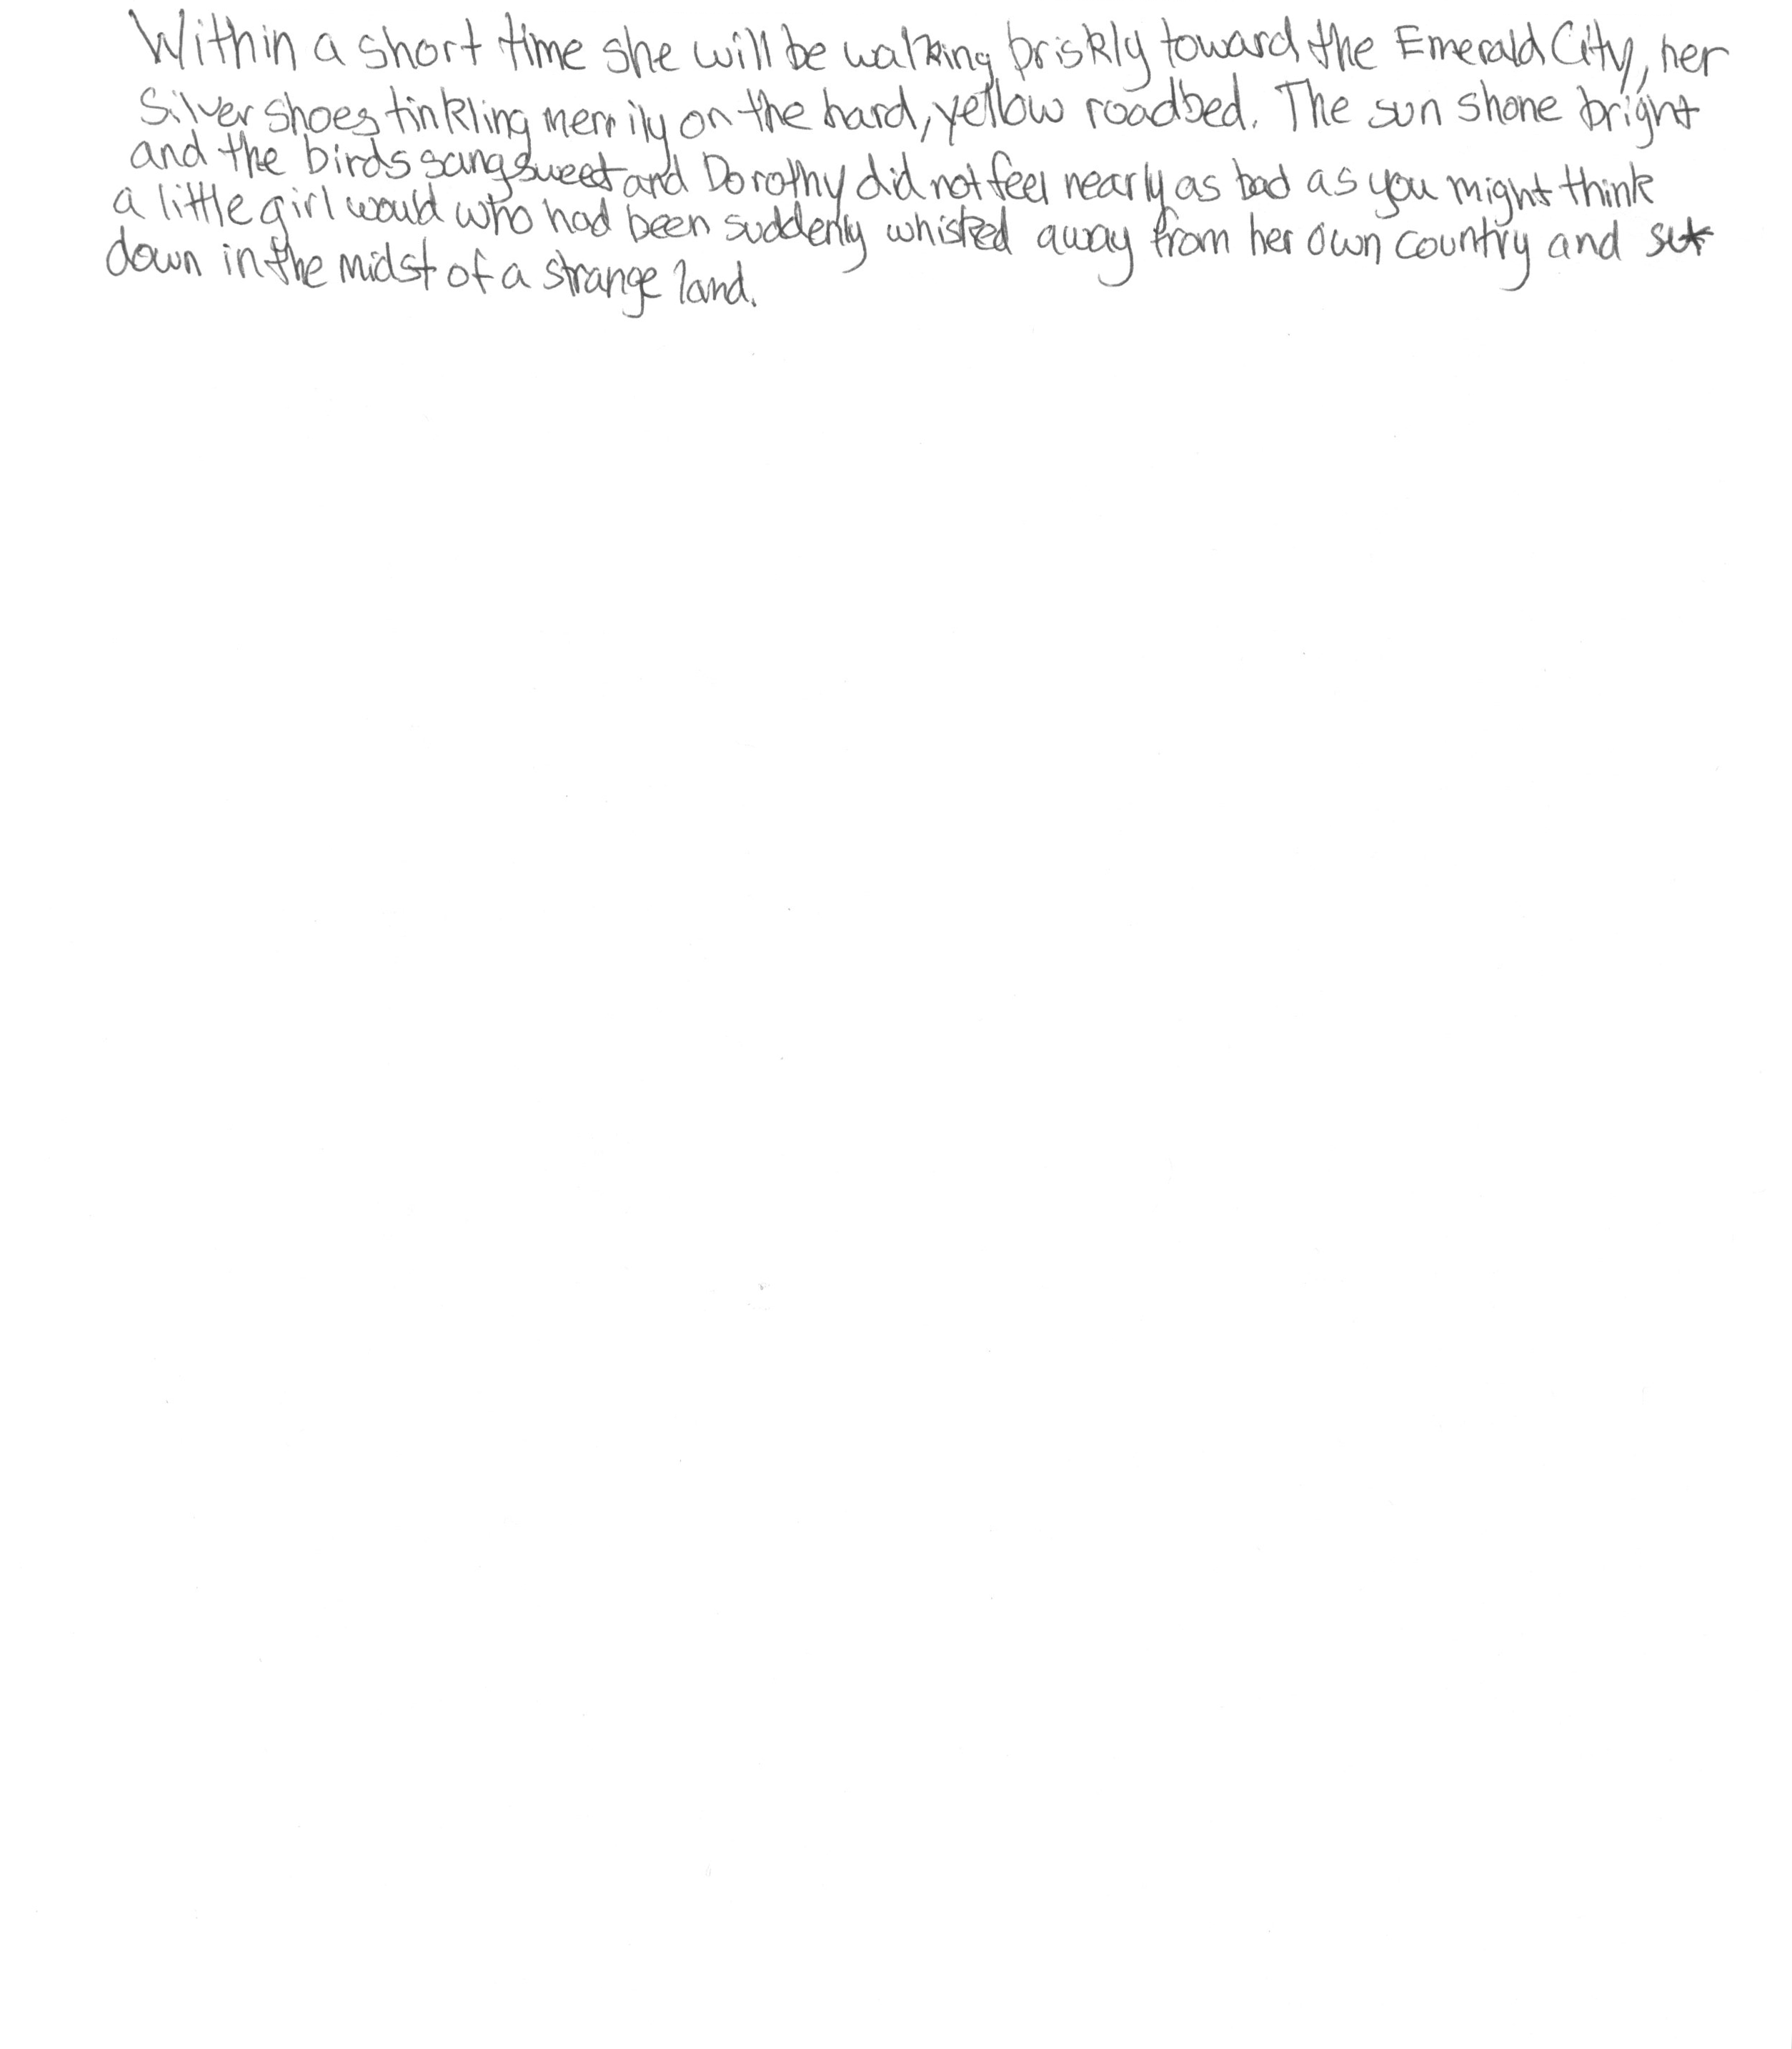 Within a short time she will be walking briskly toward the Emerald City, her
Silver shoes tinkling merrily on the hard, yellow roadbed. The sun shone bright
and the birds sang sweet and Dorothy did not feel nearly as bad as you might think
a little girl would who had been suddenly whisked away from her own country and set
down in the midst of a strange land.